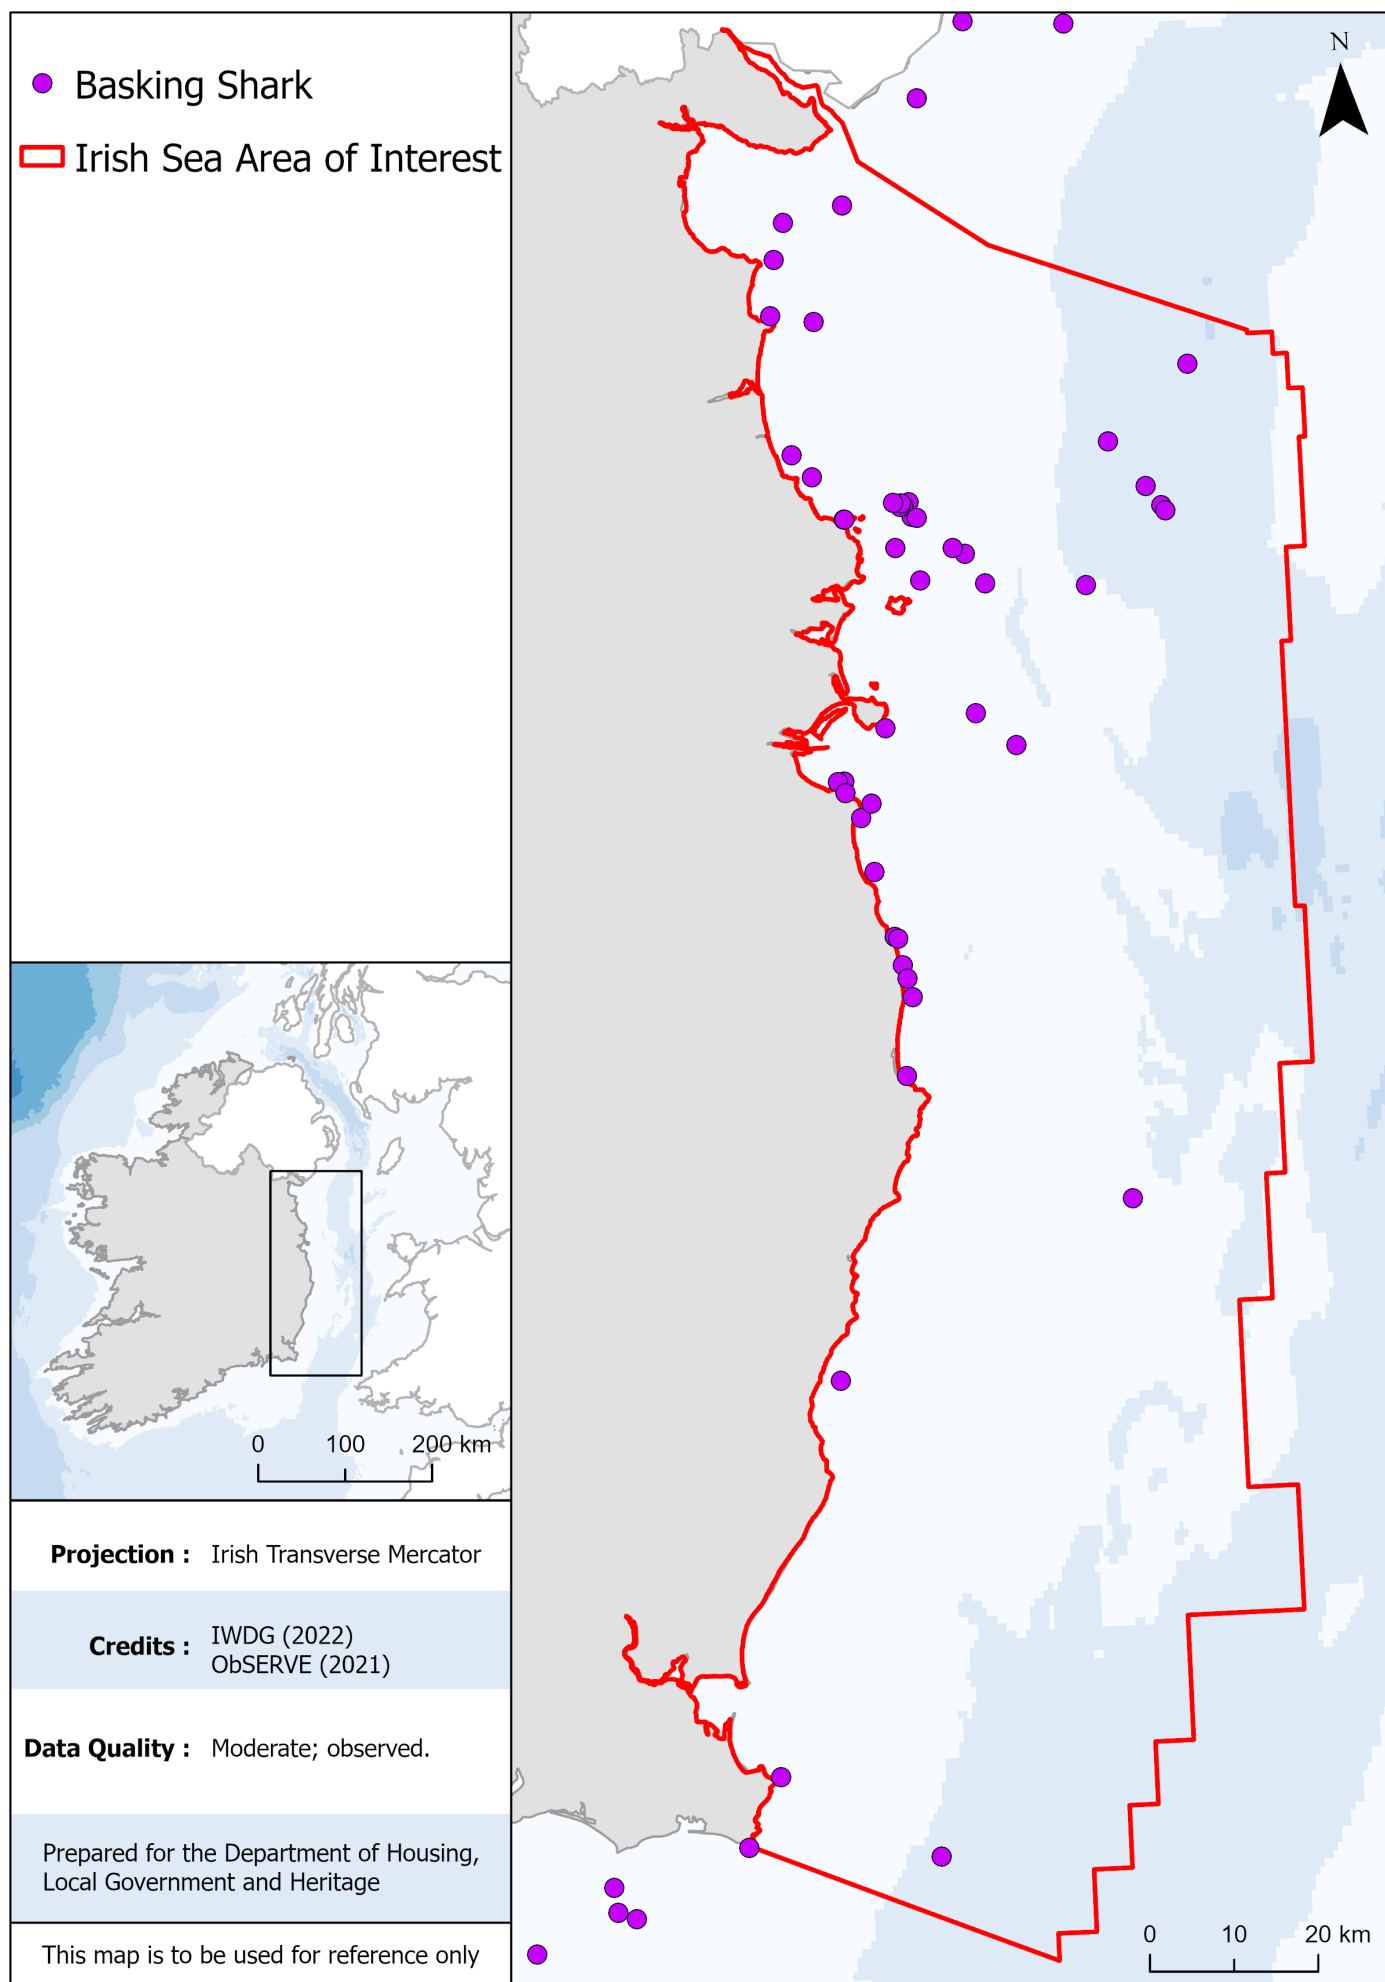 Basking Shark
Irish Sea Area of Interest
N
0 100 200 km
Projection : Irish Transverse Mercator
Credits : IWDG (2022)
ObSERVE (2021)
Data Quality : Moderate; observed.
Prepared for the Department of Housing,
Local Government and Heritage
This map is to be used for reference only
0 10 20 km